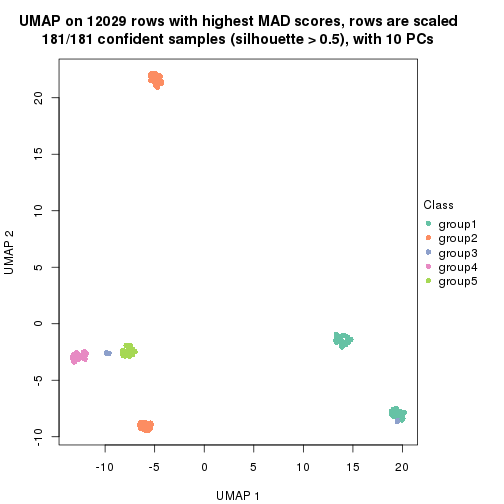 UMAP on 12029 rows with highest MAD scores, rows are scaled
181/181 confident samples (silhouette > 0.5), with 10 PCs
20
15
10
5
0
-5
-10
UMAP 2
-10
-5
0
5
10
15
20
UMAP 1
Class
group1
group2
group3
group4
group5